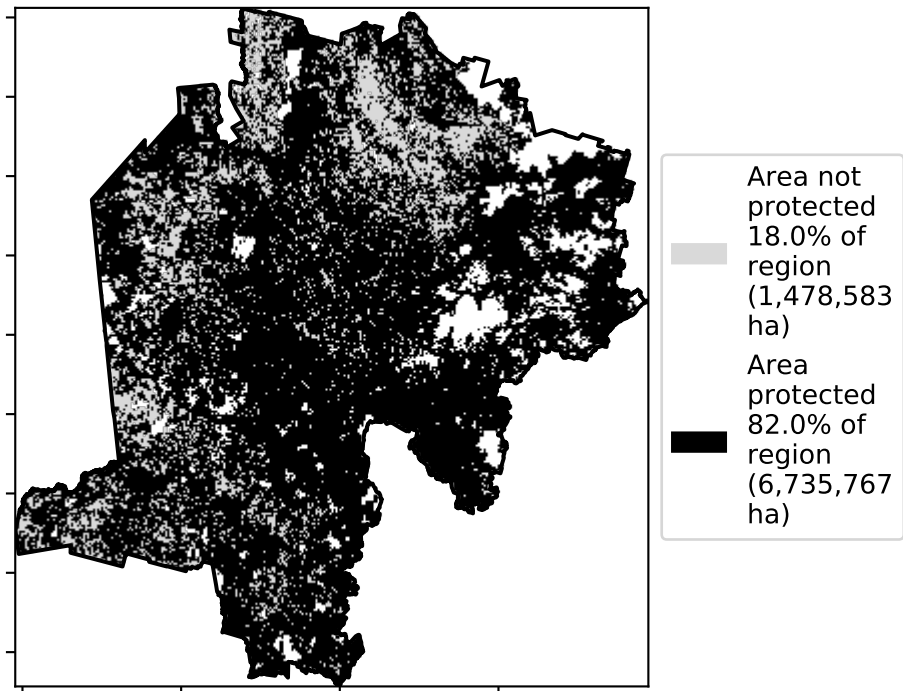 Area not
protected
18.0% of
region
(1,478,583
ha)
Area
protected
82.0% of
region
(6,735,767
ha)